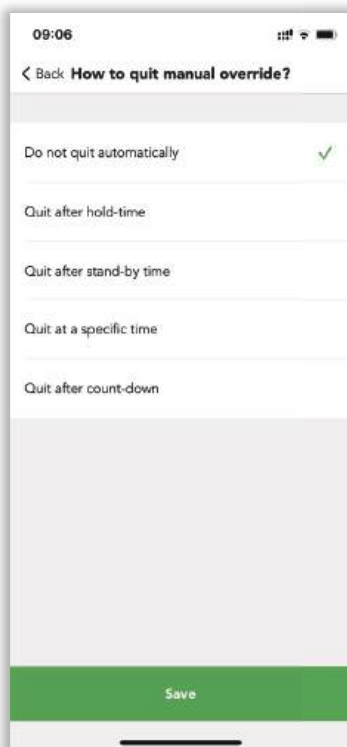 09:06
Back How to quit manual override?
Do not quit automatically
Quit after hold-time
Quit after stand-by time
Quit at a specific time
Quit after count-down
Save